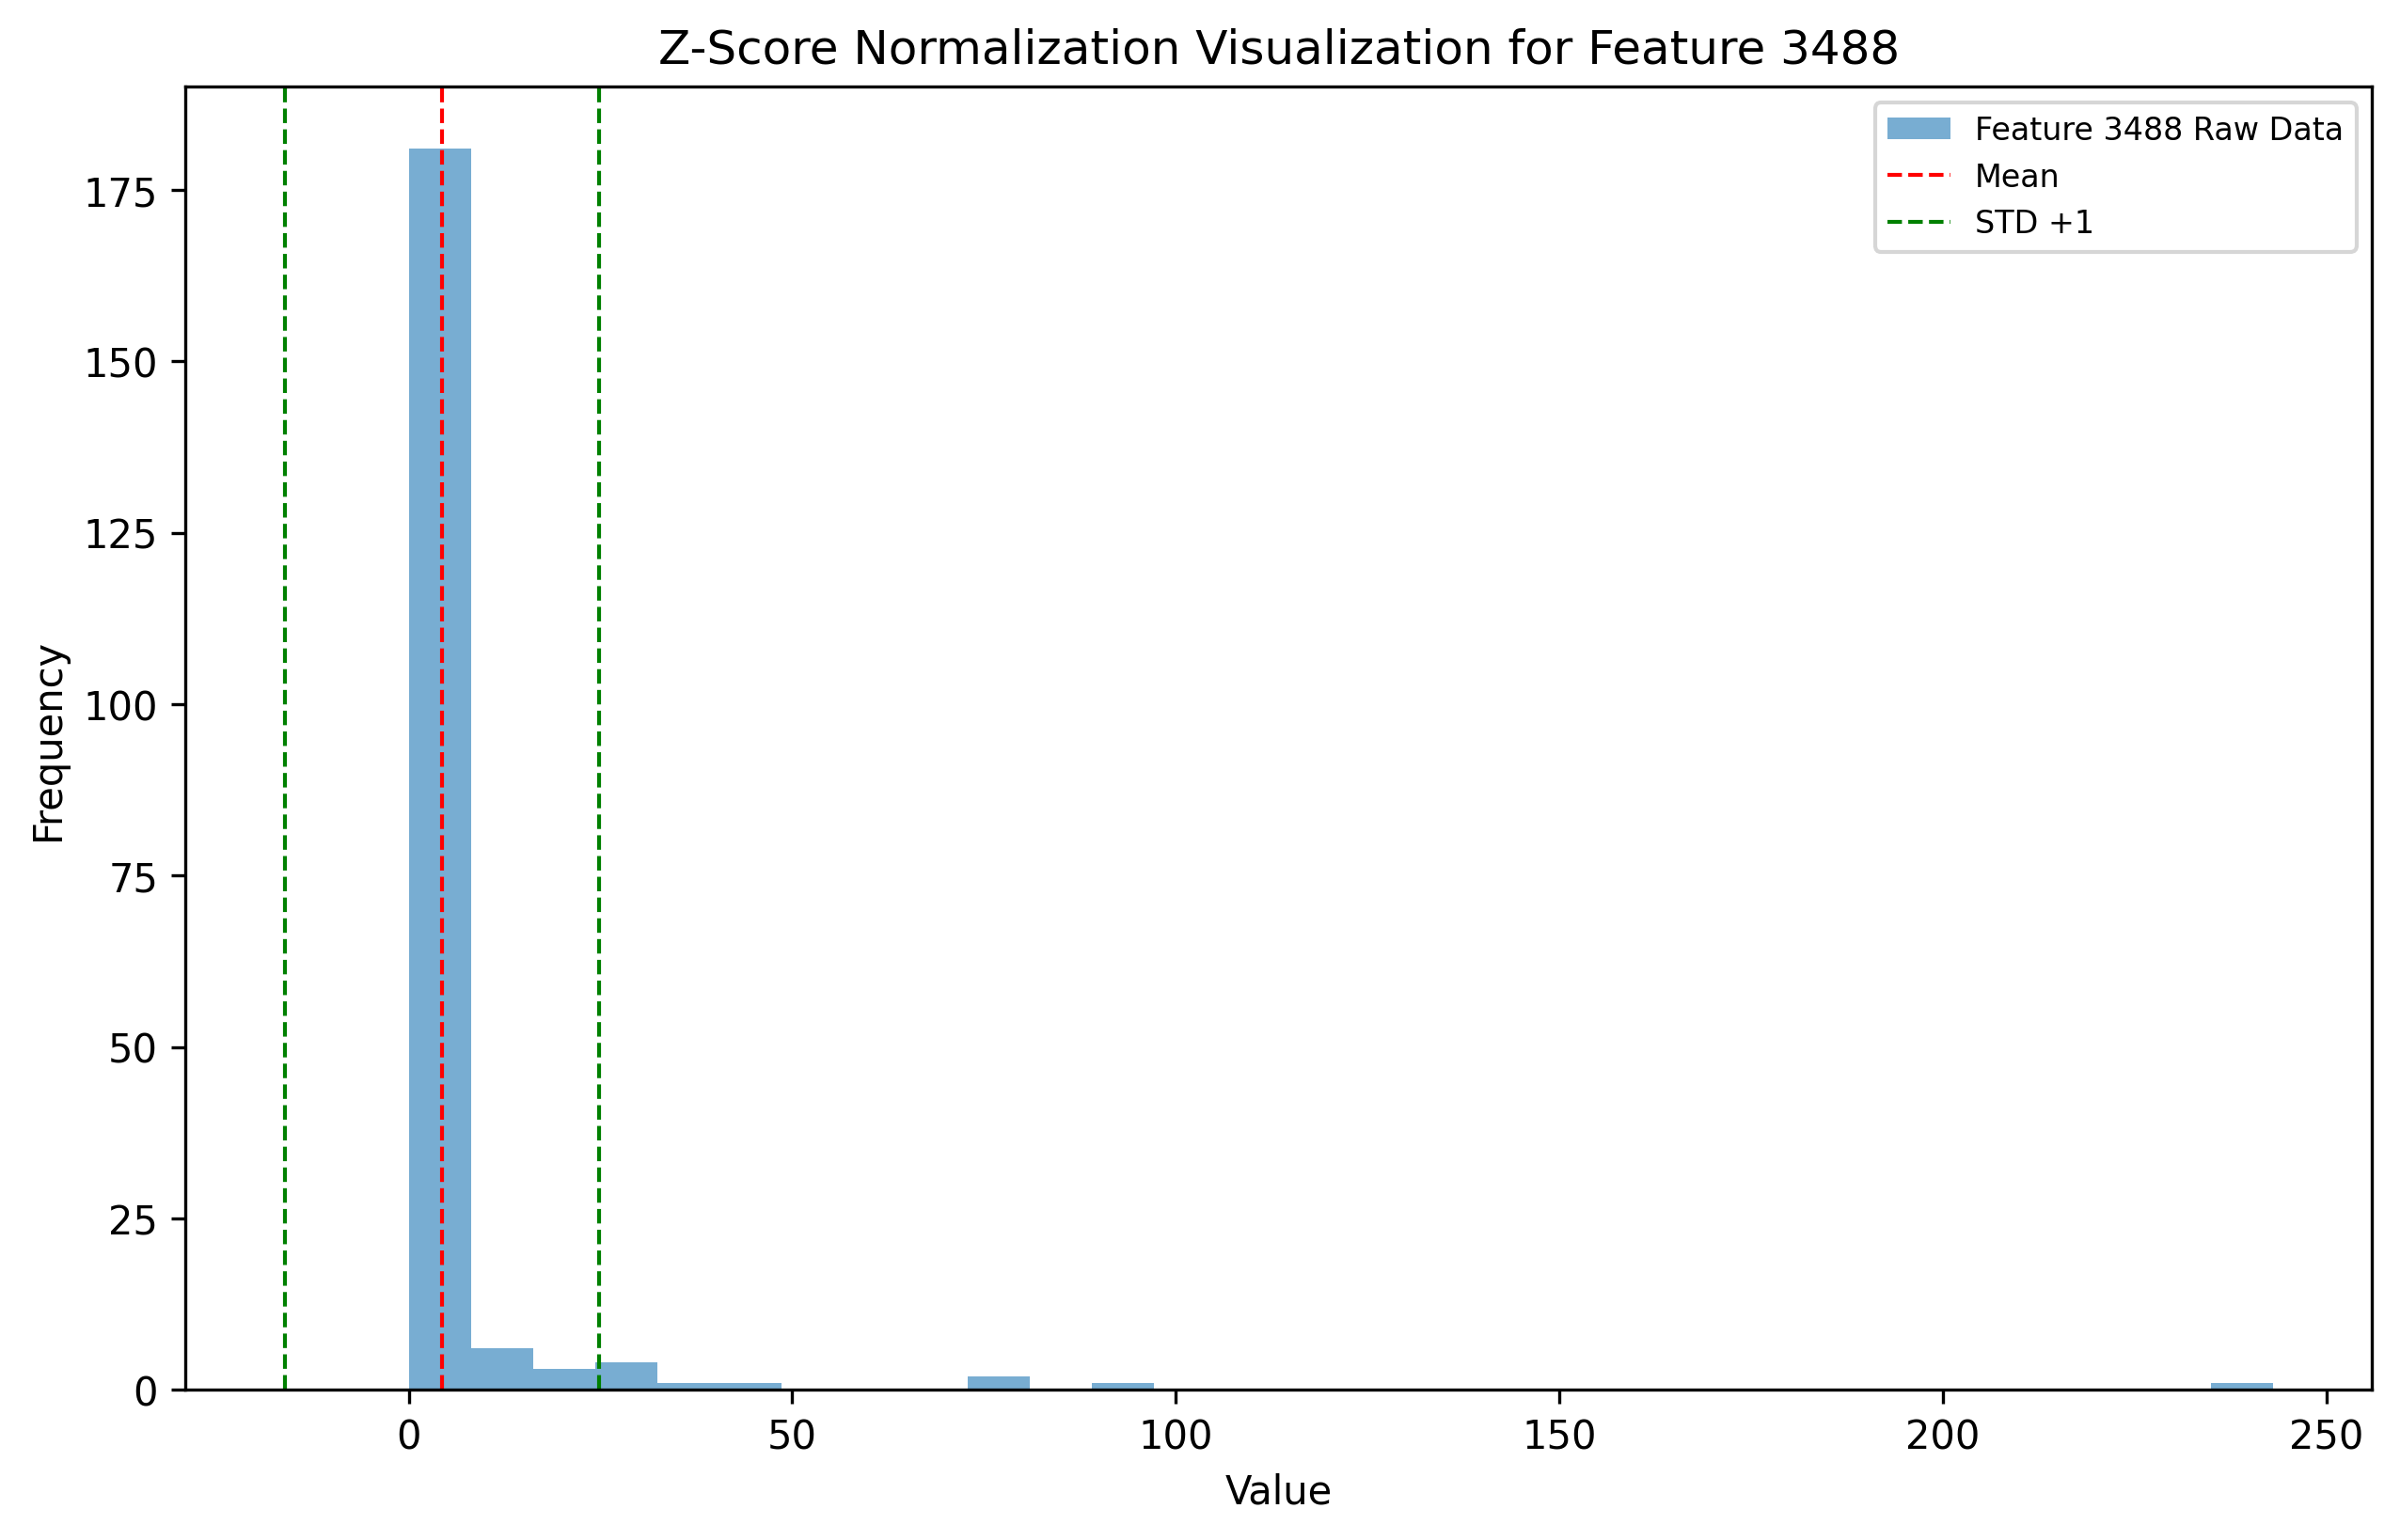 Z-Score Normalization Visualization for Feature 3488
Feature 3488 Raw Data
Mean
STD +1
175
150
125
100
75
50
25
0
Frequency
0 50 100 150 200 250
Value